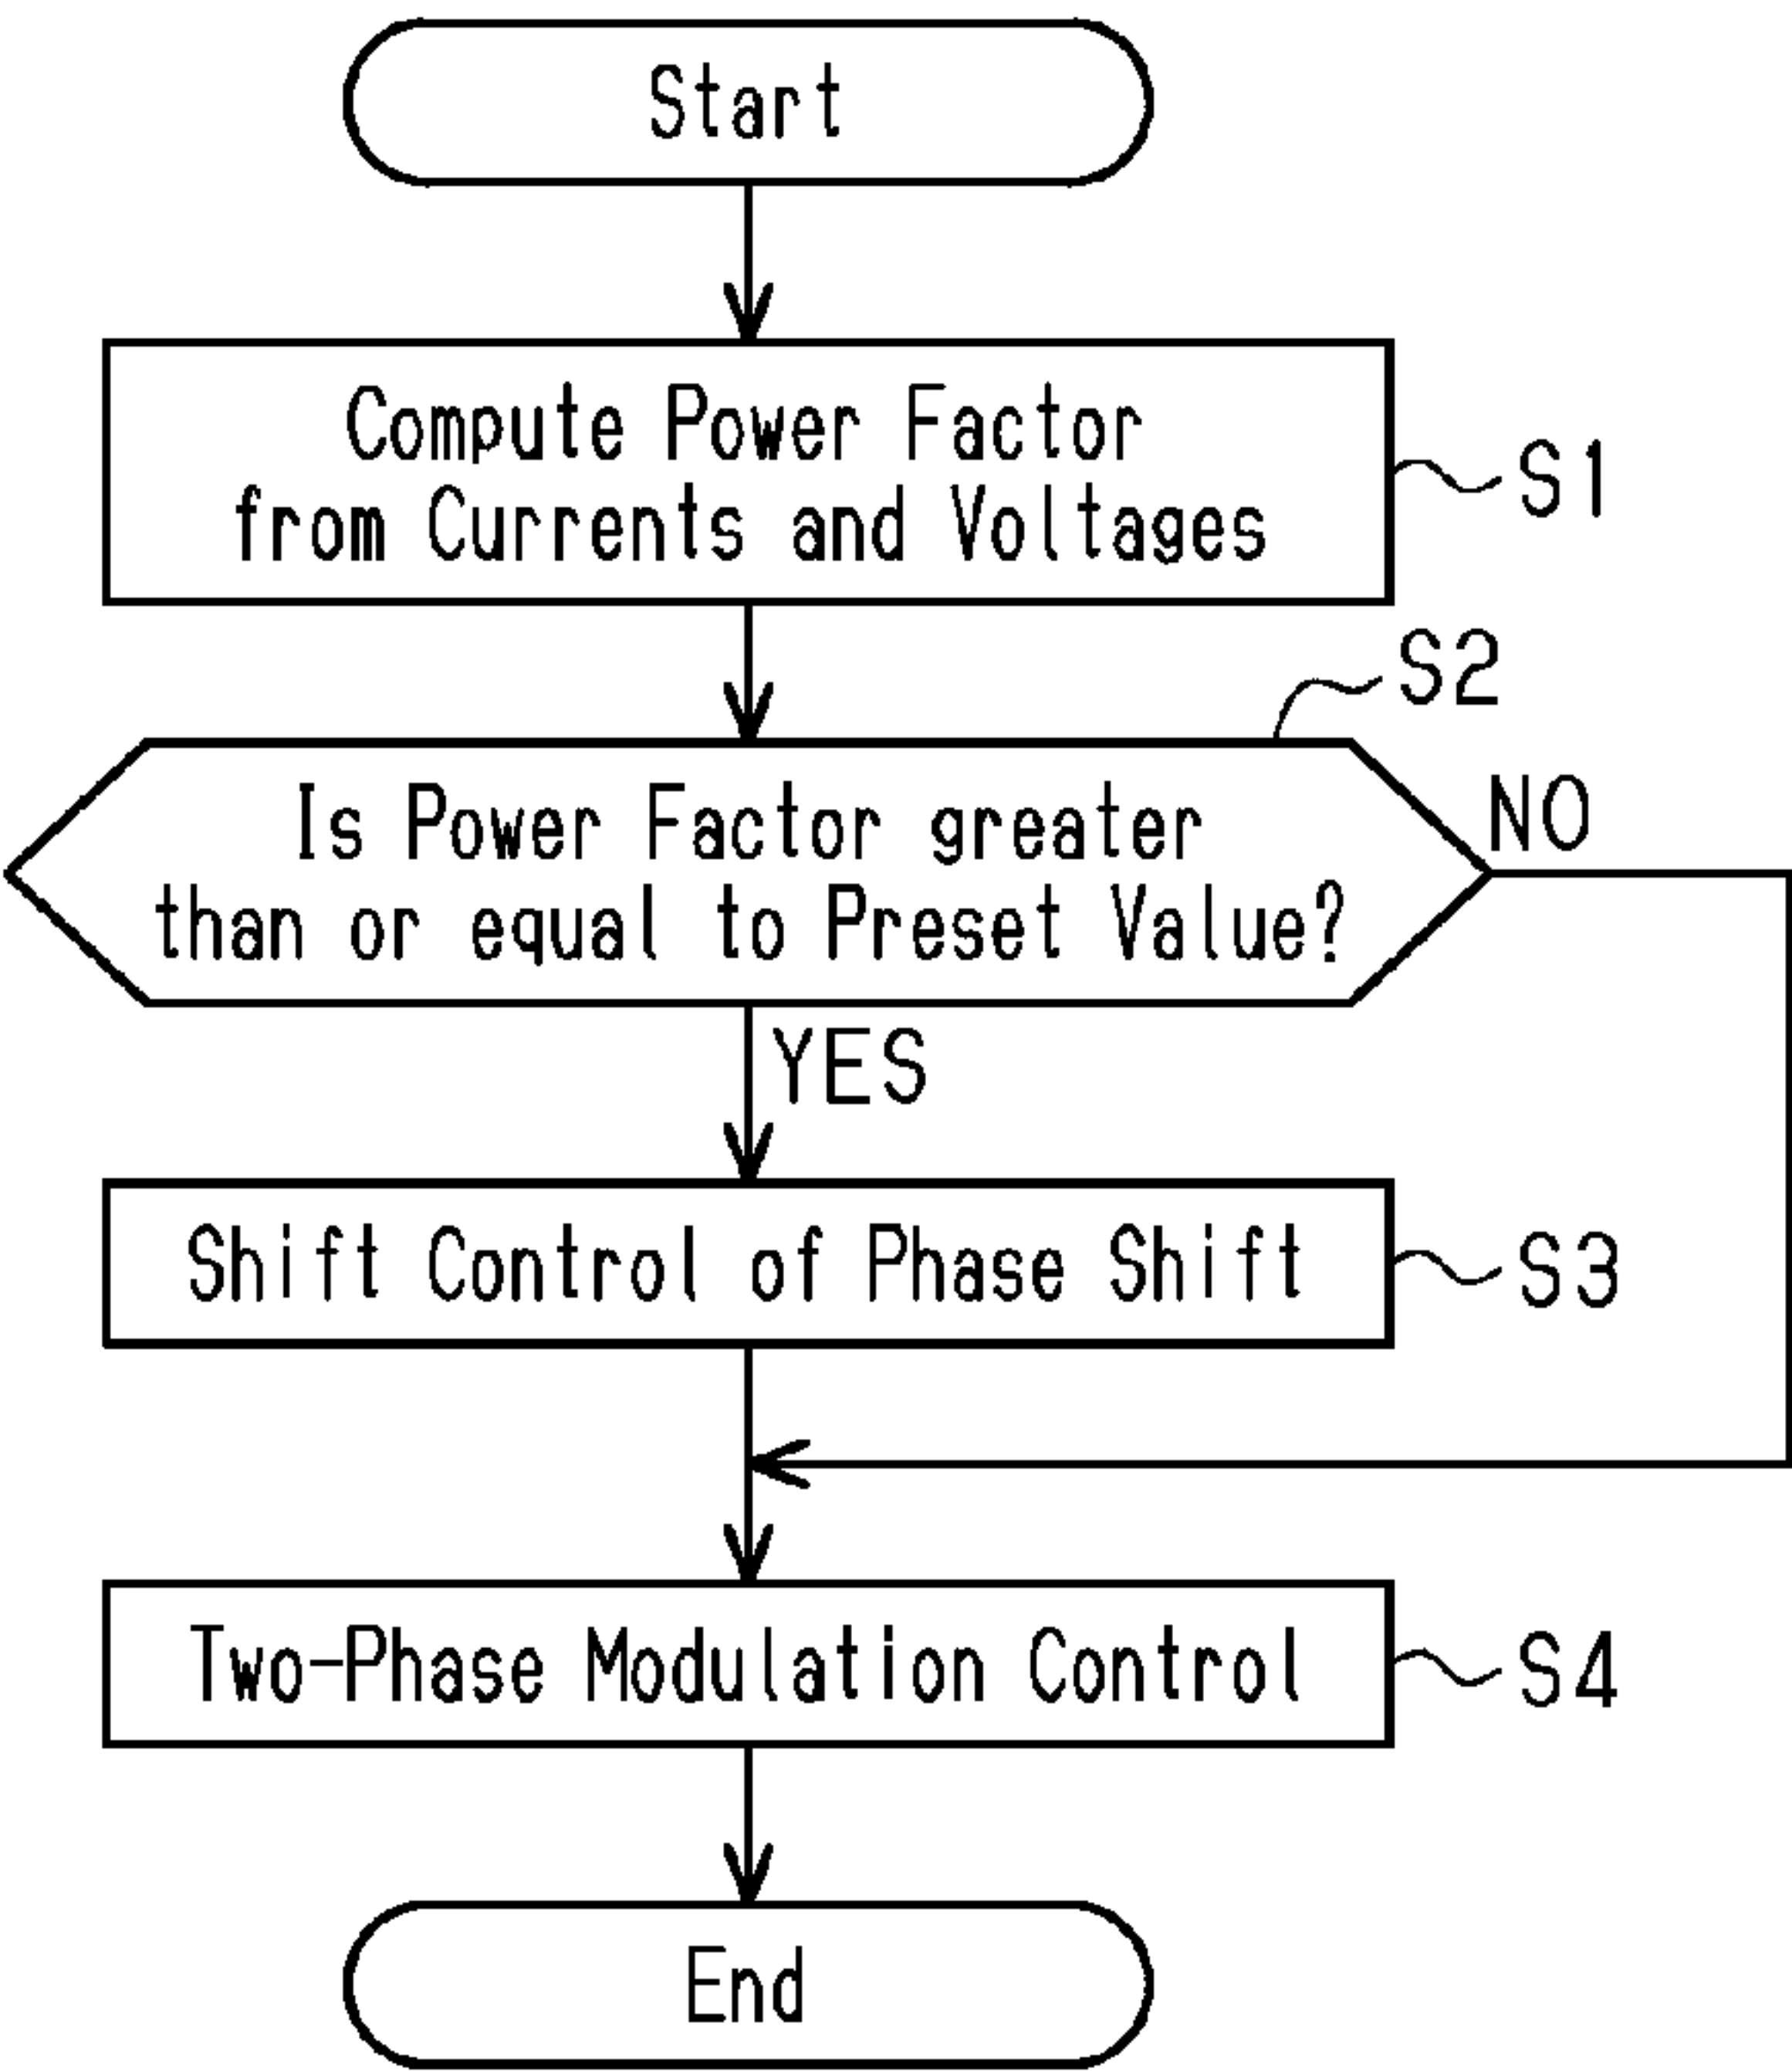 Start
Compute Power Factor
from Currents and Voltages
S1
S2
Is Power Factor greater
than or equal to Preset Value?
NO
YES
Shift Control of Phase Shift
S3
Two-Phase Modulation Control
S4
End